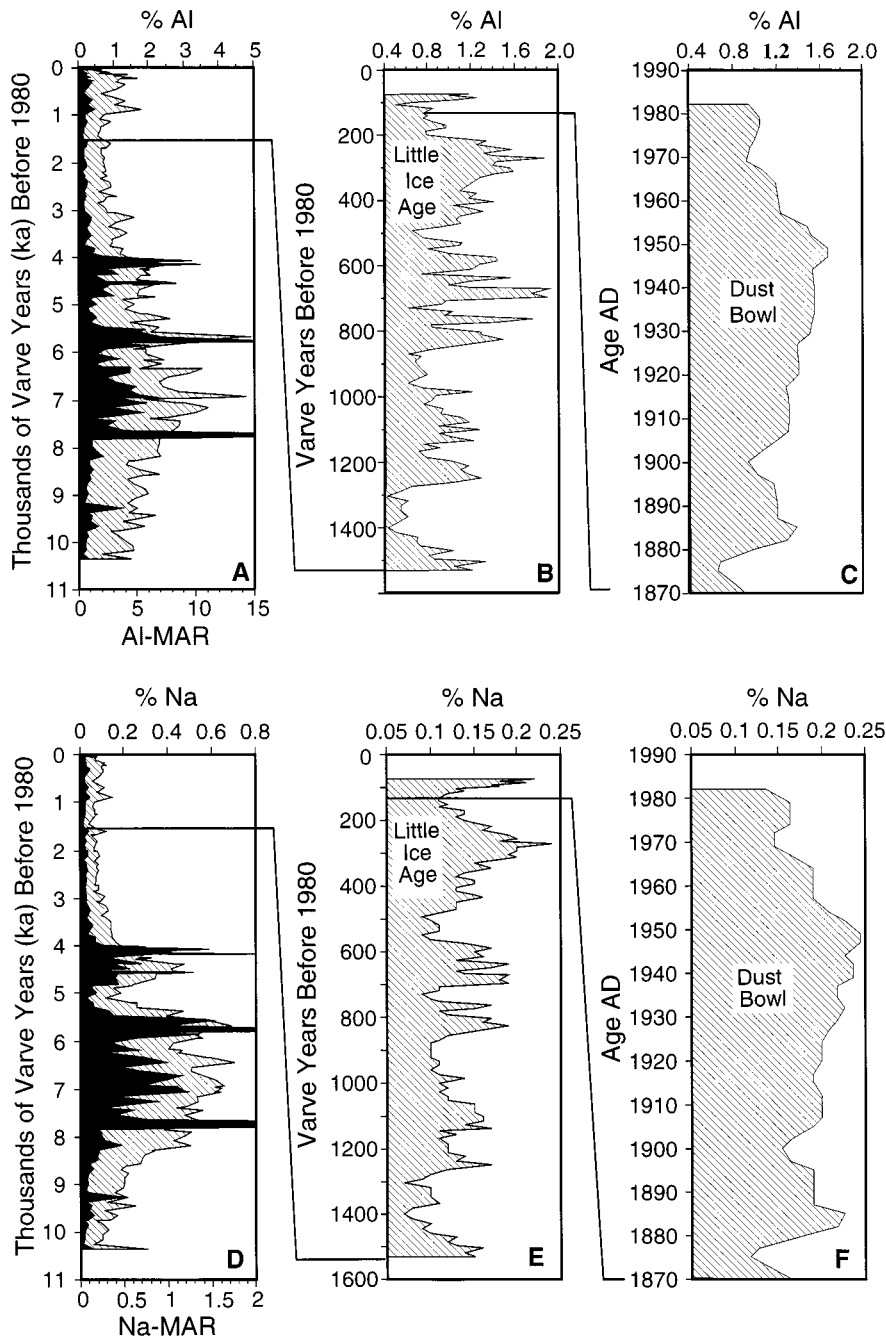 % Al
0 1 2 3 4 5
Thousands of Varve Years (ka) Before 1980
0
1
2
3
4
5
6
7
8
9
10
11
A
0 5 10 15
Al-MAR
% Al
0.4 0.8 1.2 1.6 2.0
Varve Years Before 1980
0
200
400
600
800
1000
1200
1400
Little
Ice
Age
B
% Al
0.4 0.8 1.2 1.6 2.0
Age AD
1990
1980
1970
1960
1950
1940
1930
1920
1910
1900
1890
1880
1870
Dust
Bowl
C
% Na
0 0.2 0.4 0.6 0.8
Thousands of Varve Years (ka) Before 1980
0
1
2
3
4
5
6
7
8
9
10
11
D
0 0.5 1 1.5 2
Na-MAR
% Na
0.05 0.1 0.15 0.2 0.25
Varve Years Before 1980
0
200
400
600
800
1000
1200
1400
1600
Little
Ice
Age
E
% Na
0.05 0.1 0.15 0.2 0.25
Age AD
1990
1980
1970
1960
1950
1940
1930
1920
1910
1900
1890
1880
1870
Dust
Bowl
F